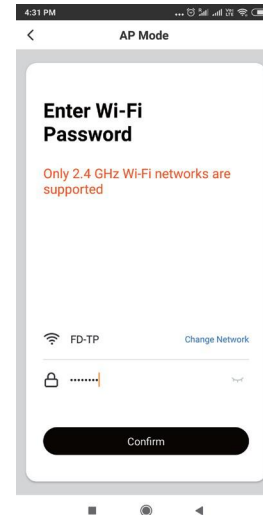 4:31 PM
AP Mode
Enter Wi-Fi
Password
Only 2.4 GHz Wi-Fi networks are
supported
FD-TP Change Network
••••••••
Confirm